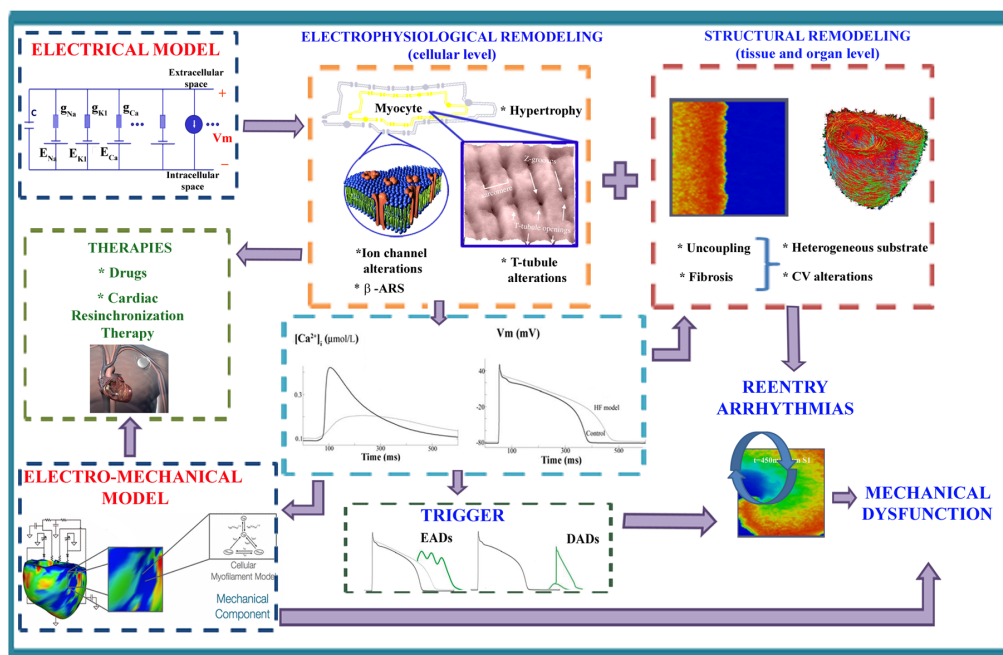 ELECTRICAL MODEL
Extracellular
space
C
gNa
gK1
gCa
+
Vm
ENa
EK1
ECa
–
Intracellular
space
ELECTROPHYSIOLOGICAL REMODELING
(cellular level)
Myocyte
* Hypertrophy
Z-grooves
sarcomere
T-tubule openings
*Ion channel
alterations
* β -ARS
* T-tubule
alterations
STRUCTURAL REMODELING
(tissue and organ level)
* Uncoupling
* Fibrosis
* Heterogeneous substrate
* CV alterations
THERAPIES
* Drugs
* Cardiac
Resinchronization
Therapy
[Ca²⁺]i (µmol/L)
0.3
0.1
100
300
500
Time (ms)
Vm (mV)
40
-20
-80
HF model
Control
100
300
500
Time (ms)
REENTRY
ARRHYTHMIAS
MECHANICAL
DYSFUNCTION
ELECTRO-MECHANICAL
MODEL
Cellular
Myofilament Model
Mechanical
Component
TRIGGER
EADs
DADs